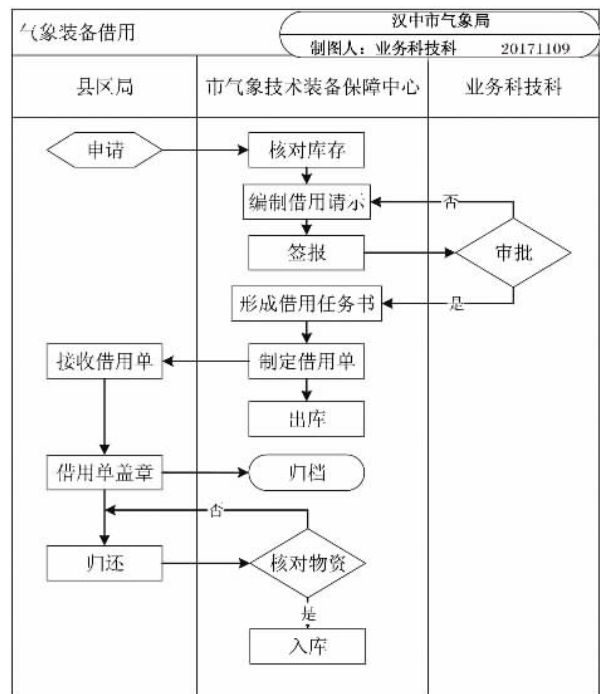 气象装备借用
汉中市气象局
制图人：业务科技科 20171109
县区局
市气象技术装备保障中心
业务科技科
申请
核对库存
编制借用请示
否
签报
审批
形成借用任务书
是
接收借用单
制定借用单
出库
借用单盖章
归档
否
归还
核对物资
是
入库